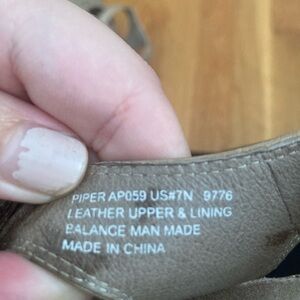 PIPER AP059 US#7N 9776
LEATHER UPPER & LINING
BALANCE MAN MADE
MADE IN CHINA